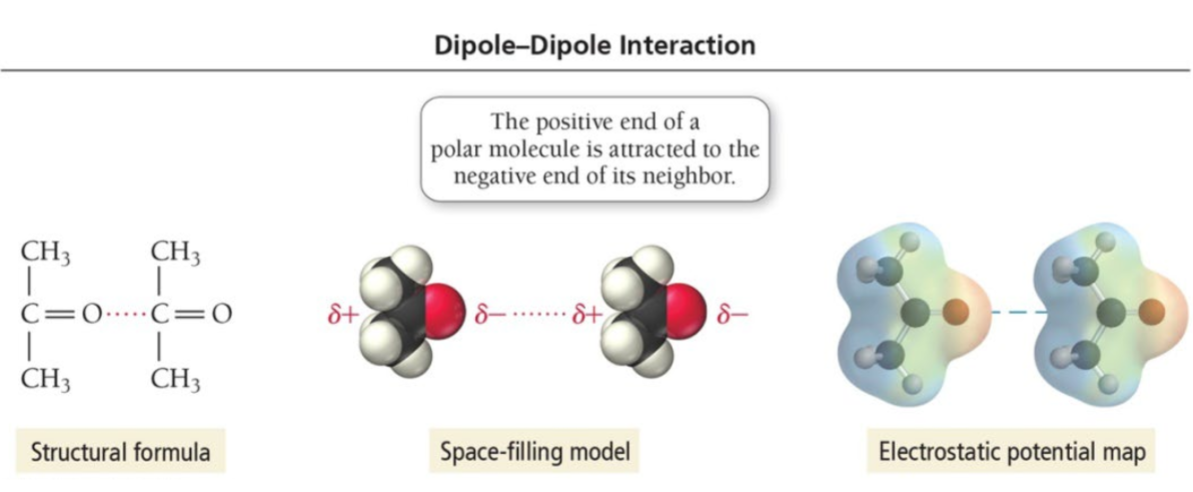 Dipole–Dipole Interaction
The positive end of a
polar molecule is attracted to the
negative end of its neighbor.
CH₃ CH₃
C=O·····C=O
CH₃ CH₃
δ+ δ– ······· δ+ δ–
Structural formula
Space-filling model
Electrostatic potential map